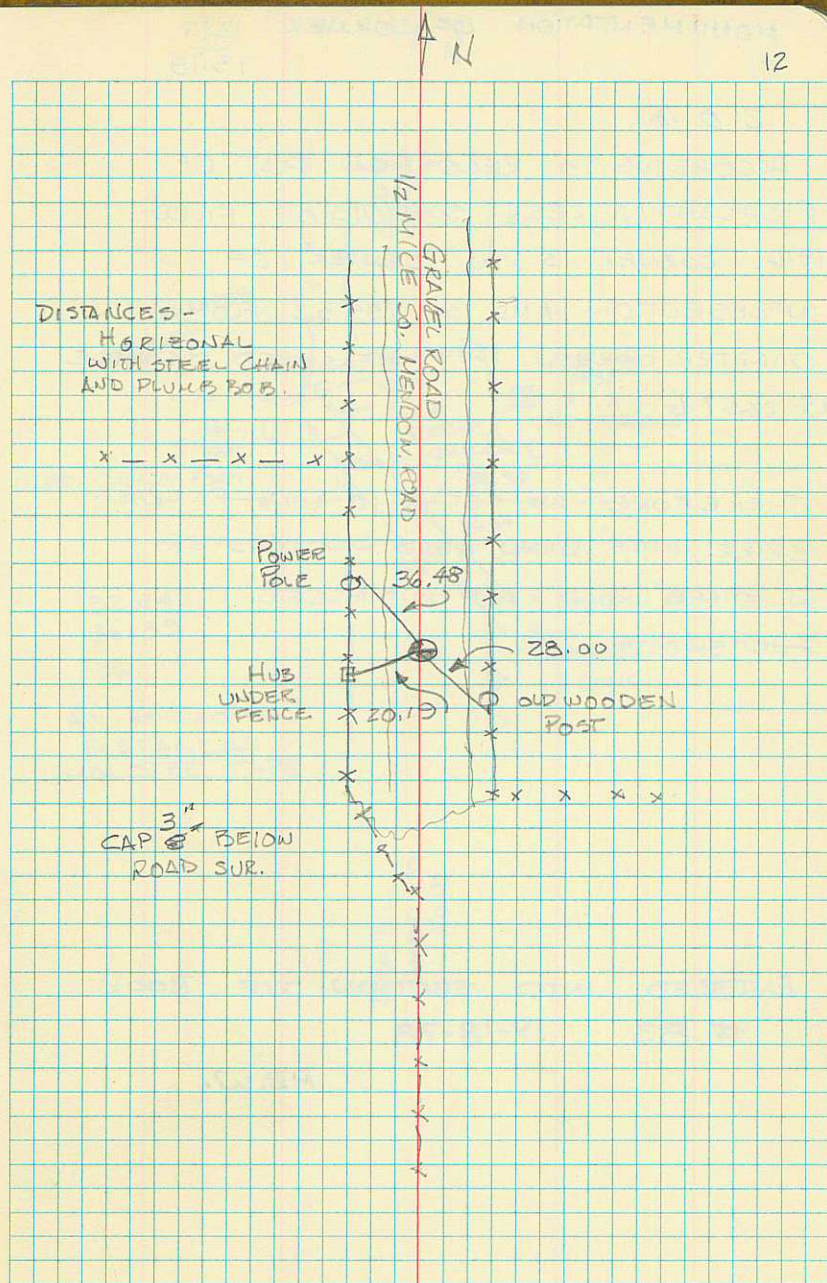 N
12
DISTANCES-
HORIZONAL
WITH STEEL CHAIN
AND PLUMB BOB.
GRAVEL ROAD
1/2 MILE SO. MENDON ROAD
POWER
POLE
36.48
28.00
HUB
UNDER
FENCE
20.19
OLD WOODEN
POST
3"
CAP BELOW
ROAD SUR.